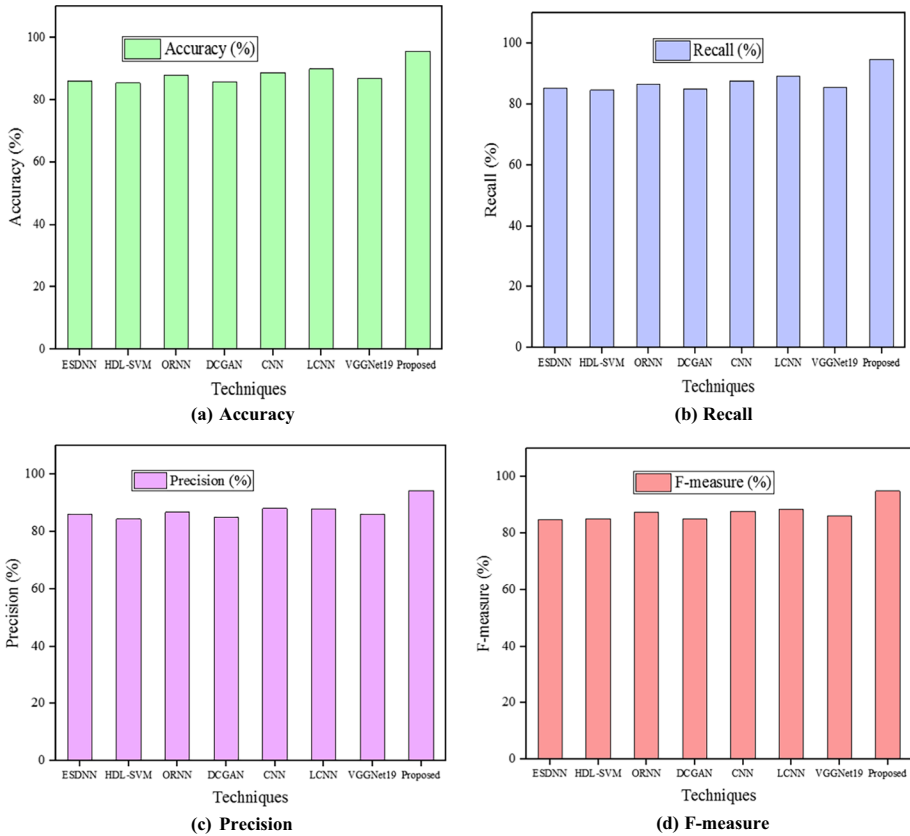 Accuracy (%)
Accuracy (%)
100
80
60
40
20
0
ESDNN HDL-SVM ORNN DCGAN CNN LCNN VGGNet19 Proposed
Techniques
(a) Accuracy
Recall (%)
Recall (%)
100
80
60
40
20
0
ESDNN HDL-SVM ORNN DCGAN CNN LCNN VGGNet19 Proposed
Techniques
(b) Recall
Precision (%)
Precision (%)
100
80
60
40
20
0
ESDNN HDL-SVM ORNN DCGAN CNN LCNN VGGNet19 Proposed
Techniques
(c) Precision
F-measure (%)
F-measure (%)
100
80
60
40
20
0
ESDNN HDL-SVM ORNN DCGAN CNN LCNN VGGNet19 Proposed
Techniques
(d) F-measure